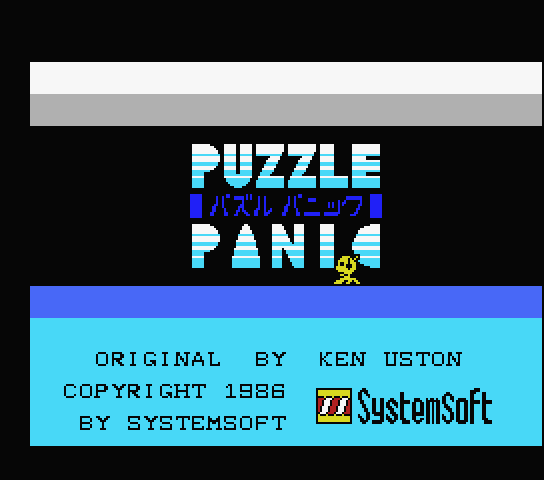 PUZZLE
パズル パニック
PANIC
ORIGINAL BY KEN USTON
COPYRIGHT 1986
BY SYSTEMSOFT
SystemSoft